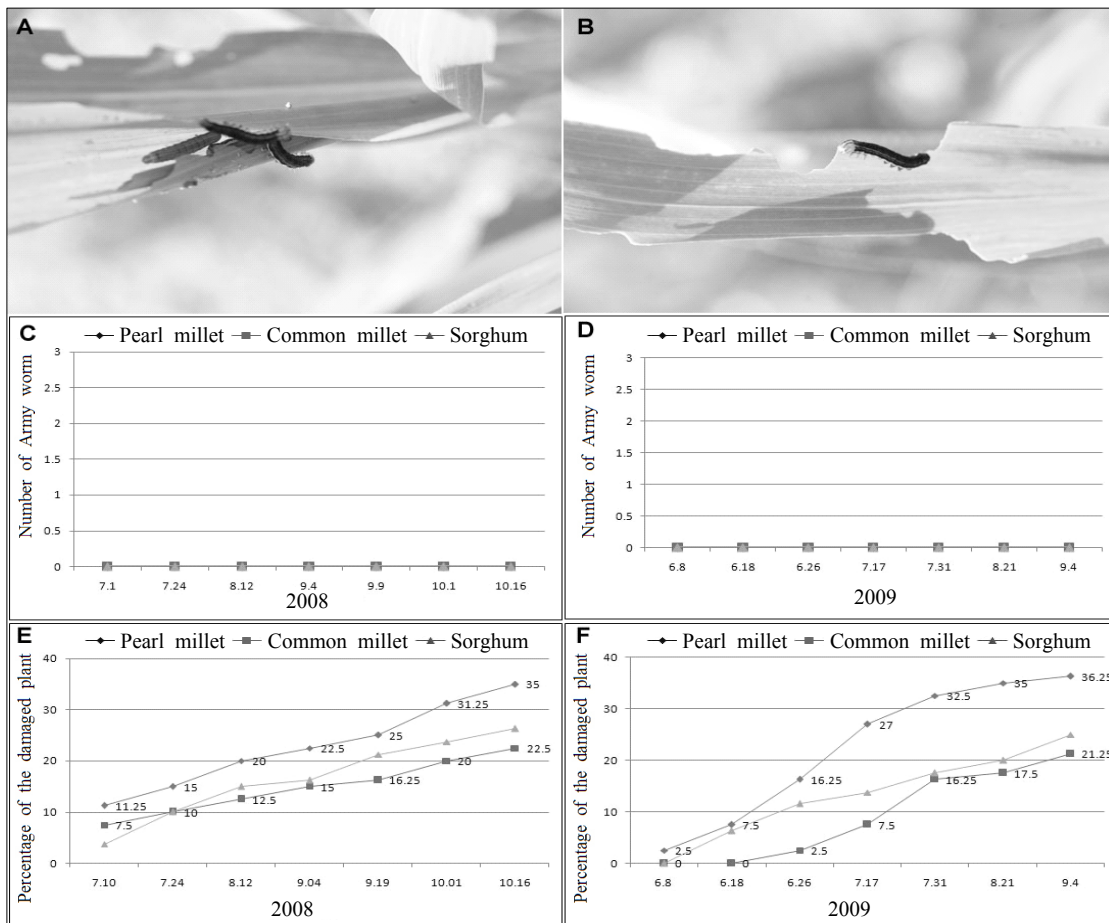 A
B
C
Pearl millet Common millet Sorghum
Number of Army worm
3
2.5
2
1.5
1
0.5
0
7.1 7.24 8.12 9.4 9.9 10.1 10.16
2008
D
Pearl millet Common millet Sorghum
Number of Army worm
3
2.5
2
1.5
1
0.5
0
6.8 6.18 6.26 7.17 7.31 8.21 9.4
2009
E
Pearl millet Common millet Sorghum
Percentage of the damaged plant
40
30
20
10
0
11.25 15 20 22.5 25 31.25 35
7.5 10 12.5 15 16.25 20 22.5
7.10 7.24 8.12 9.04 9.19 10.01 10.16
2008
F
Pearl millet Common millet Sorghum
Percentage of the damaged plant
40
30
20
10
0
2.5 7.5 16.25 27 32.5 35 36.25
0 0 2.5 7.5 16.25 17.5 21.25
6.8 6.18 6.26 7.17 7.31 8.21 9.4
2009